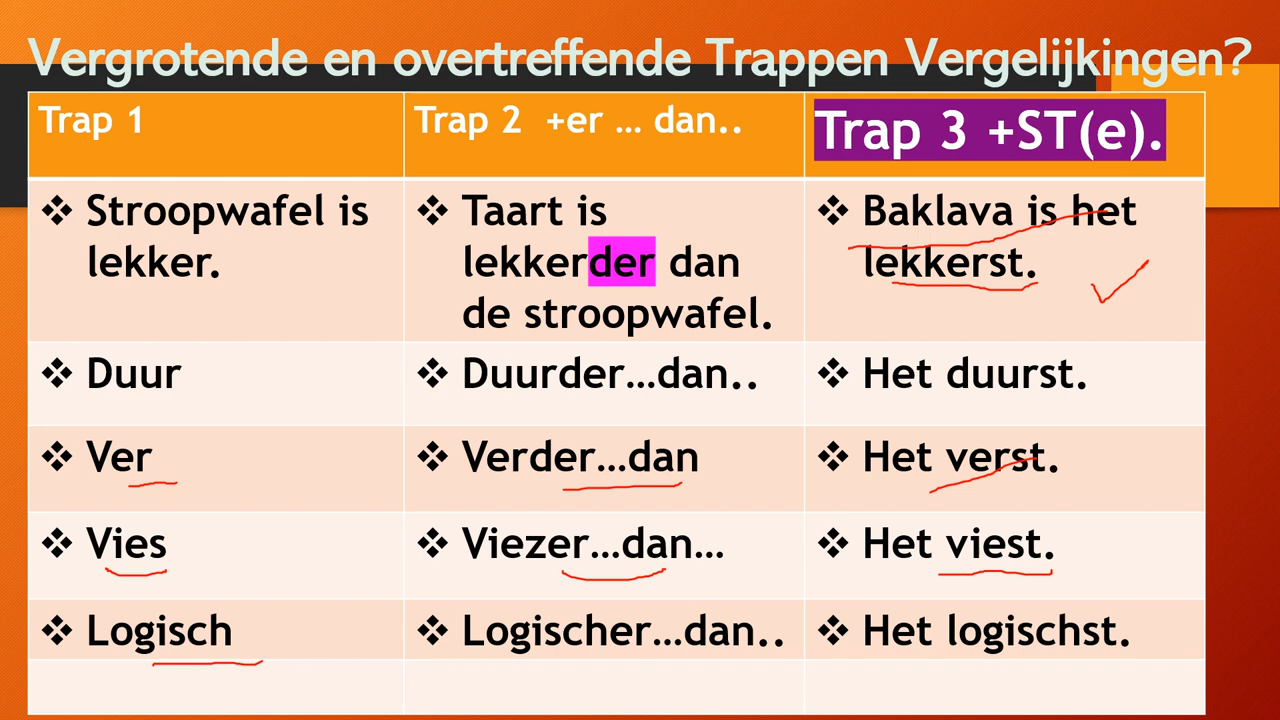 Vergrotende en overtreffende Trappen Vergelijkingen?
Trap 1
Trap 2 +er ... dan..
Trap 3 +ST(e).
❖ Stroopwafel is
lekker.
❖ Taart is
lekkerder dan
de stroopwafel.
❖ Baklava is het
lekkerst.
❖ Duur
❖ Duurder...dan..
❖ Het duurst.
❖ Ver
❖ Verder...dan
❖ Het verst.
❖ Vies
❖ Viezer...dan...
❖ Het viest.
❖ Logisch
❖ Logischer...dan..
❖ Het logischst.